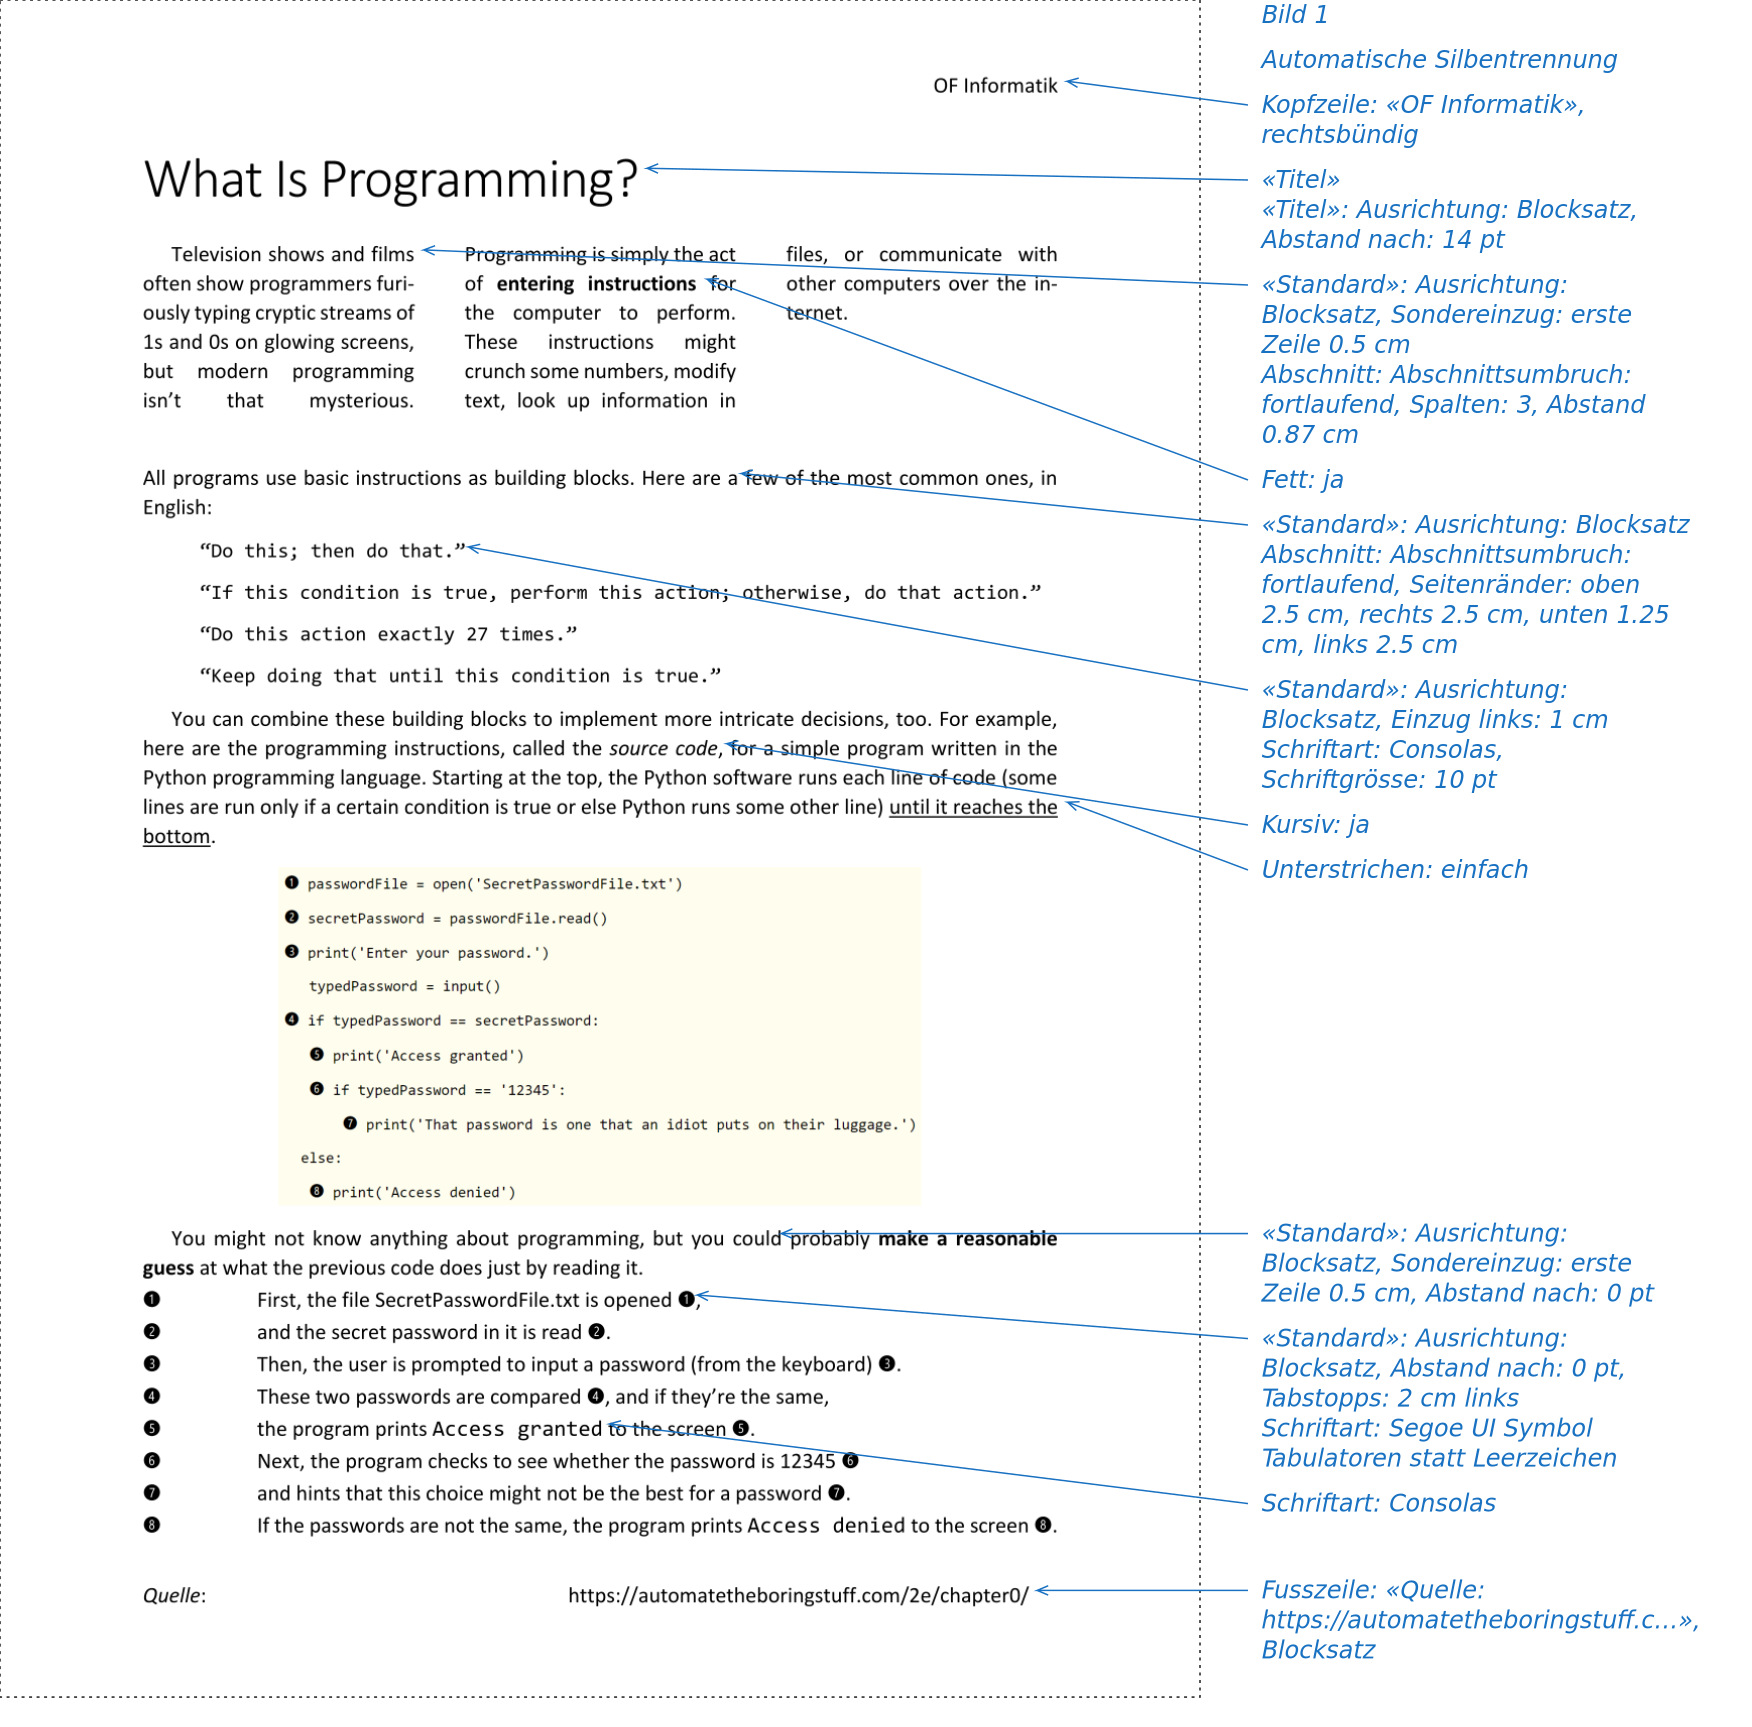 OF Informatik
What Is Programming?
Television shows and films
often show programmers furi-
ously typing cryptic streams of
1s and 0s on glowing screens,
but modern programming
isn’t that mysterious.
Programming is simply the act
of entering instructions for
the computer to perform.
These instructions might
crunch some numbers, modify
text, look up information in
files, or communicate with
other computers over the in-
ternet.
All programs use basic instructions as building blocks. Here are a few of the most common ones, in
English:
“Do this; then do that.”
“If this condition is true, perform this action; otherwise, do that action.”
“Do this action exactly 27 times.”
“Keep doing that until this condition is true.”
You can combine these building blocks to implement more intricate decisions, too. For example,
here are the programming instructions, called the source code, for a simple program written in the
Python programming language. Starting at the top, the Python software runs each line of code (some
lines are run only if a certain condition is true or else Python runs some other line) until it reaches the
bottom.
❶ passwordFile = open('SecretPasswordFile.txt')
❷ secretPassword = passwordFile.read()
❸ print('Enter your password.')
typedPassword = input()
❹ if typedPassword == secretPassword:
❺ print('Access granted')
❻ if typedPassword == '12345':
❼ print('That password is one that an idiot puts on their luggage.')
else:
❽ print('Access denied')
You might not know anything about programming, but you could probably make a reasonable
guess at what the previous code does just by reading it.
❶ First, the file SecretPasswordFile.txt is opened ❶,
❷ and the secret password in it is read ❷.
❸ Then, the user is prompted to input a password (from the keyboard) ❸.
❹ These two passwords are compared ❹, and if they’re the same,
❺ the program prints Access granted to the screen ❺.
❻ Next, the program checks to see whether the password is 12345 ❻
❼ and hints that this choice might not be the best for a password ❼.
❽ If the passwords are not the same, the program prints Access denied to the screen ❽.
Quelle: https://automatetheboringstuff.com/2e/chapter0/
Bild 1
Automatische Silbentrennung
Kopfzeile: «OF Informatik»,
rechtsbündig
«Titel»
«Titel»: Ausrichtung: Blocksatz,
Abstand nach: 14 pt
«Standard»: Ausrichtung:
Blocksatz, Sondereinzug: erste
Zeile 0.5 cm
Abschnitt: Abschnittsumbruch:
fortlaufend, Spalten: 3, Abstand
0.87 cm
Fett: ja
«Standard»: Ausrichtung: Blocksatz
Abschnitt: Abschnittsumbruch:
fortlaufend, Seitenränder: oben
2.5 cm, rechts 2.5 cm, unten 1.25
cm, links 2.5 cm
«Standard»: Ausrichtung:
Blocksatz, Einzug links: 1 cm
Schriftart: Consolas,
Schriftgrösse: 10 pt
Kursiv: ja
Unterstrichen: einfach
«Standard»: Ausrichtung:
Blocksatz, Sondereinzug: erste
Zeile 0.5 cm, Abstand nach: 0 pt
«Standard»: Ausrichtung:
Blocksatz, Abstand nach: 0 pt,
Tabstopps: 2 cm links
Schriftart: Segoe UI Symbol
Tabulatoren statt Leerzeichen
Schriftart: Consolas
Fusszeile: «Quelle:
https://automatetheboringstuff.c...»,
Blocksatz